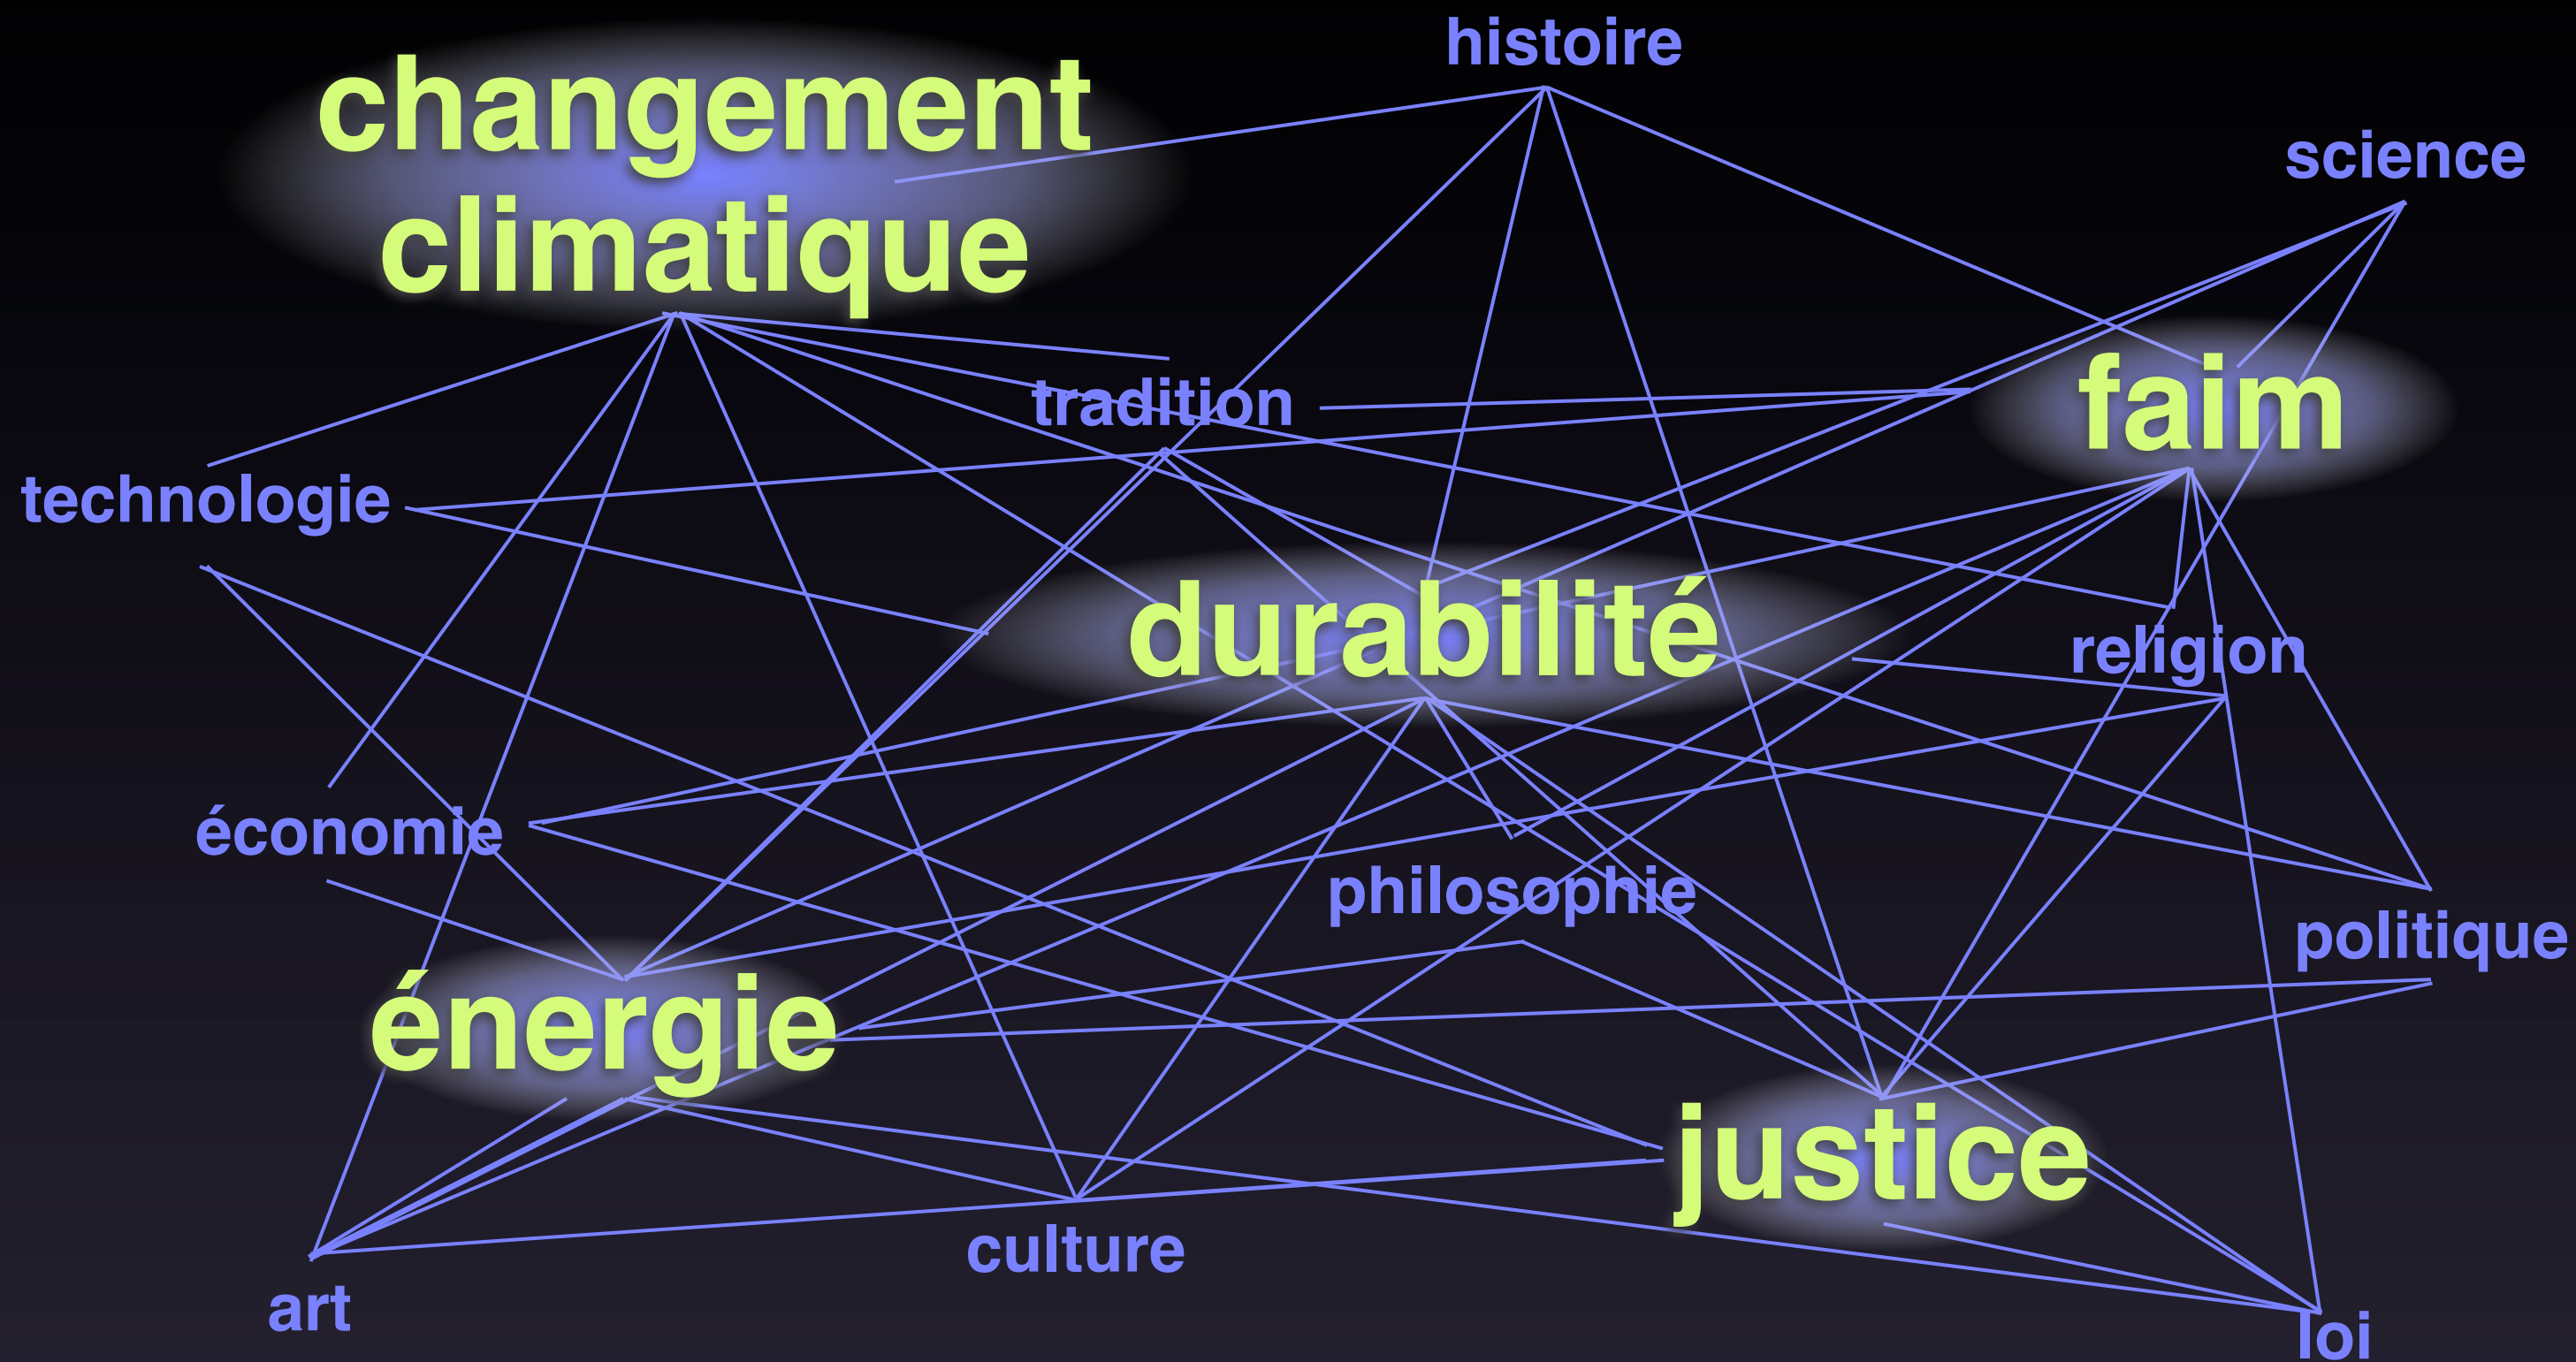 histoire
changement
climatique
science
tradition
faim
technologie
durabilité
religion
économie
philosophie
politique
énergie
justice
culture
art
loi